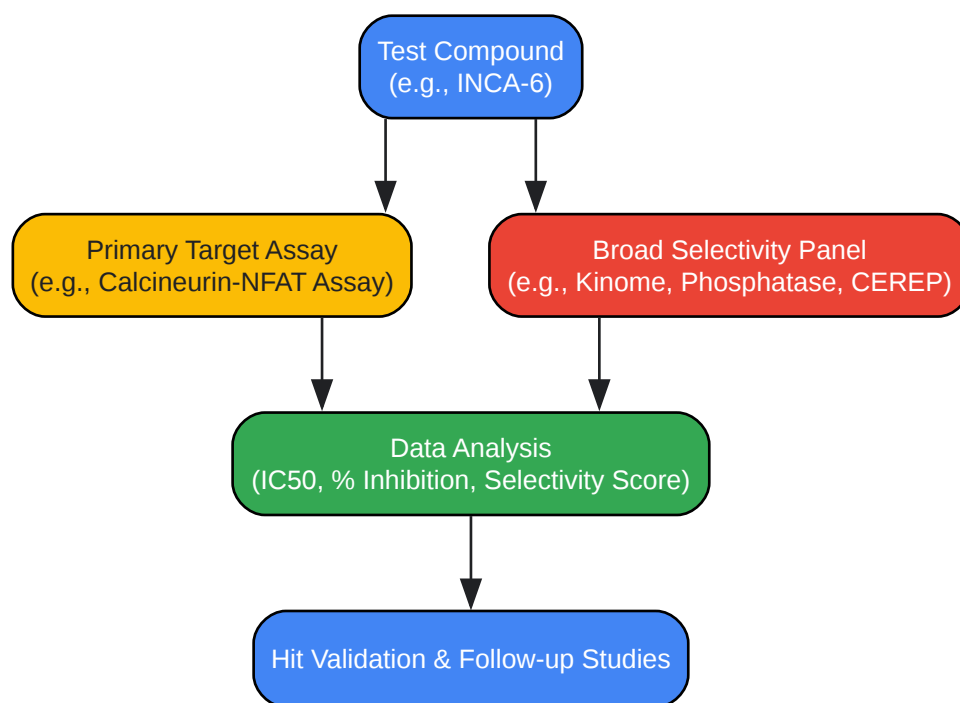 Test Compound
(e.g., INCA-6)
Primary Target Assay
(e.g., Calcineurin-NFAT Assay)
Broad Selectivity Panel
(e.g., Kinome, Phosphatase, CEREP)
Data Analysis
(IC50, % Inhibition, Selectivity Score)
Hit Validation & Follow-up Studies